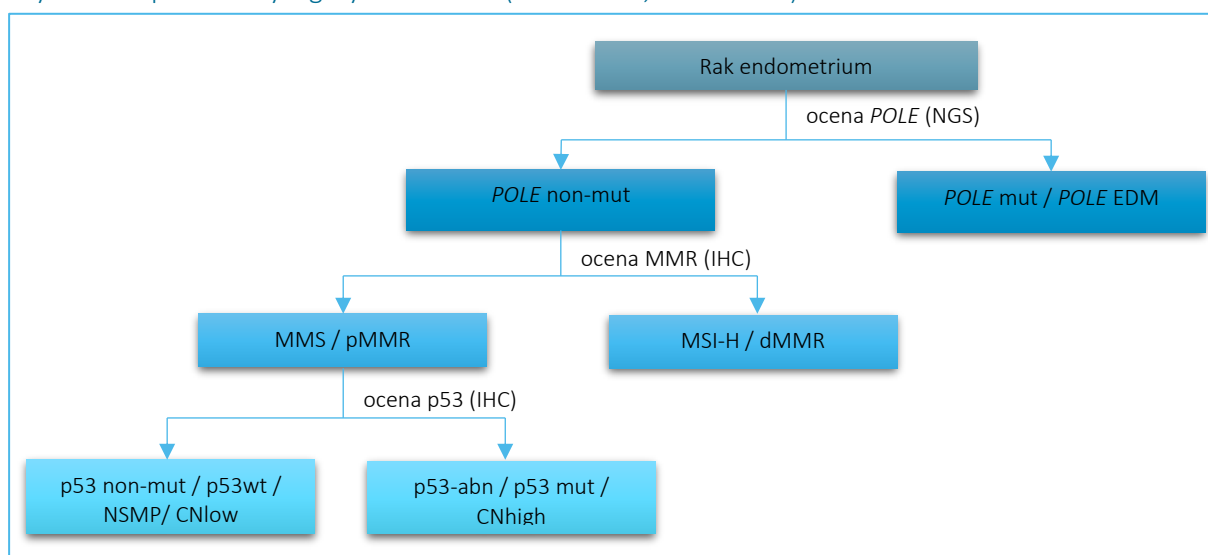 Rak endometrium
ocena POLE (NGS)
POLE non-mut
POLE mut / POLE EDM
ocena MMR (IHC)
MMS / pMMR
MSI-H / dMMR
ocena p53 (IHC)
p53 non-mut / p53wt /
NSMP/ CNlow
p53-abn / p53 mut /
CNhigh